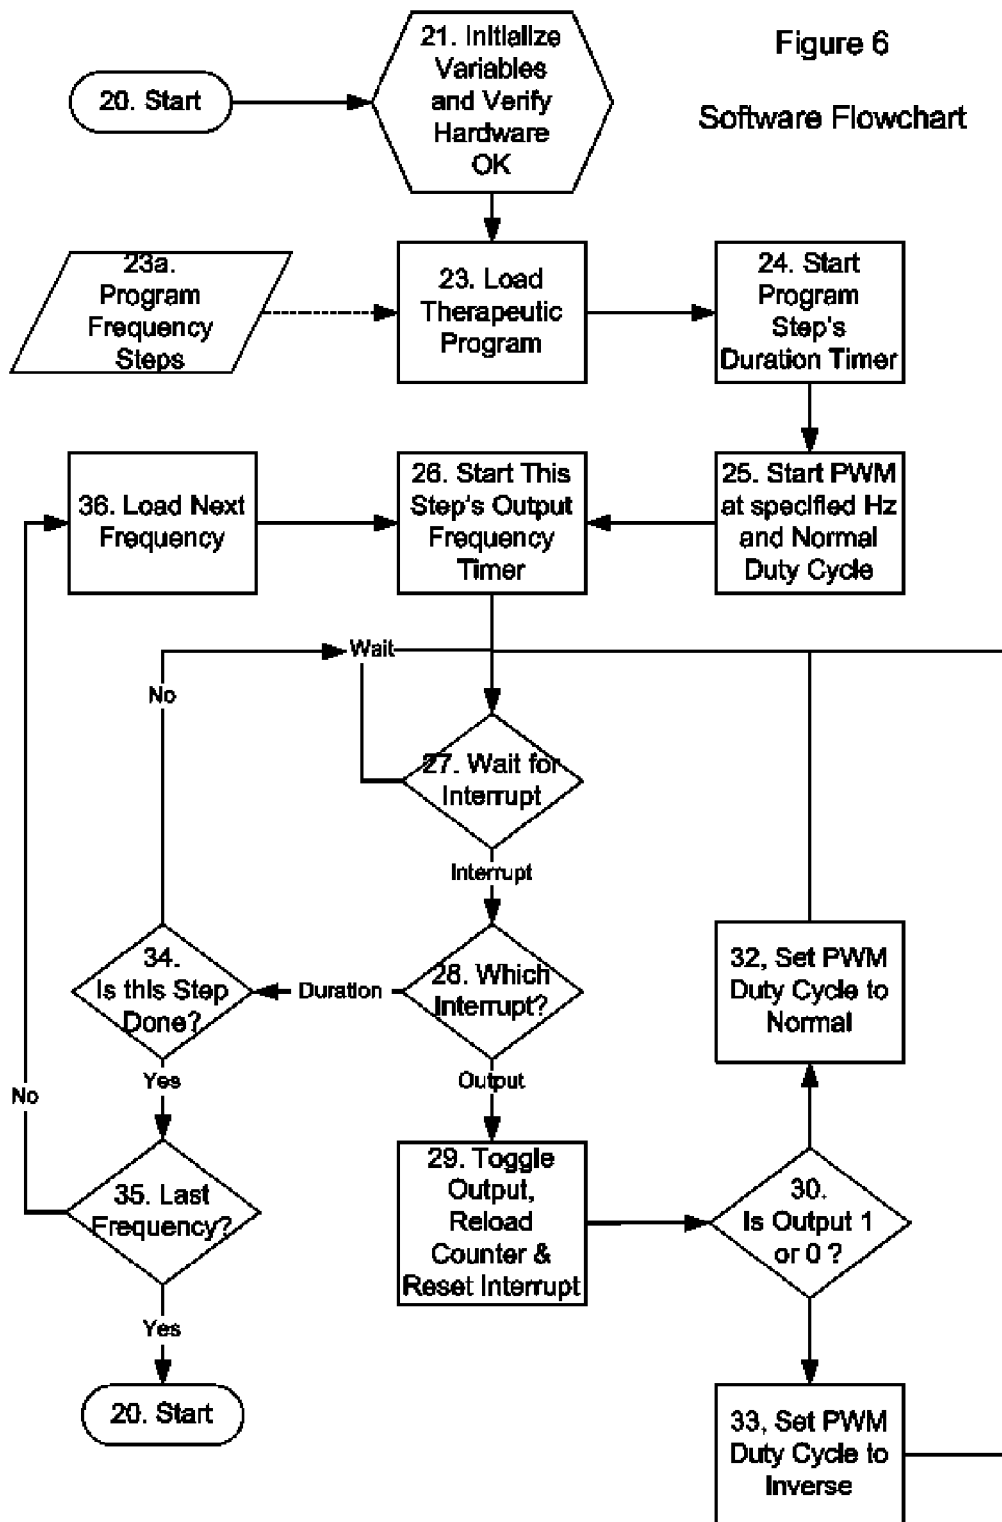 Figure 6
Software Flowchart
20. Start
21. Initialize
Variables
and Verify
Hardware
OK
23a.
Program
Frequency
Steps
23. Load
Therapeutic
Program
24. Start
Program
Step's
Duration Timer
36. Load Next
Frequency
26. Start This
Step's Output
Frequency
Timer
25. Start PWM
at specified Hz
and Normal
Duty Cycle
Wait
No
27. Wait for
Interrupt
Interrupt
34.
Is this Step
Done?
Duration
28. Which
Interrupt?
32, Set PWM
Duty Cycle to
Normal
Yes
Output
No
35. Last
Frequency?
29. Toggle
Output,
Reload
Counter &
Reset Interrupt
30.
Is Output 1
or 0 ?
Yes
20. Start
33, Set PWM
Duty Cycle to
Inverse